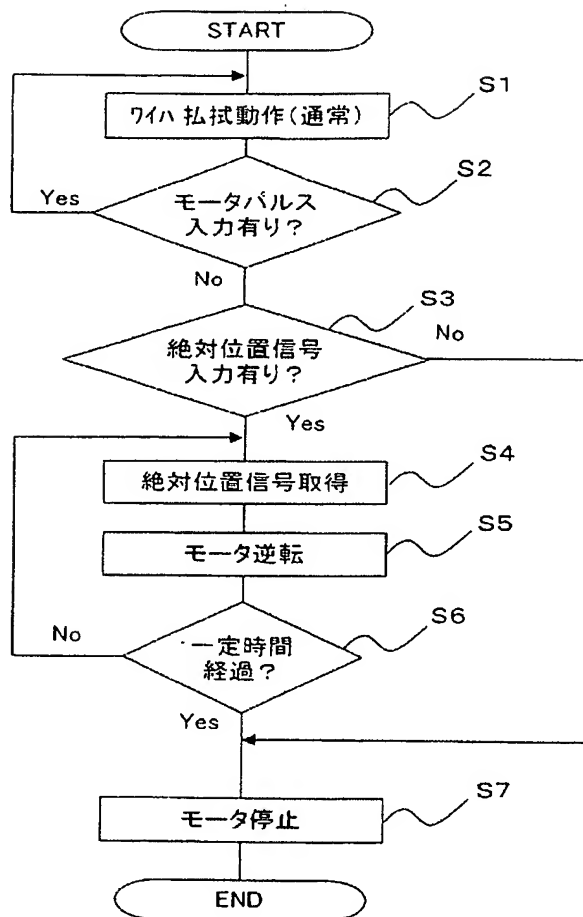 START
S1
ワイハ 払拭動作(通常)
S2
Yes
モータパルス
入力有り?
No
S3
No
絶対位置信号
入力有り?
Yes
S4
絶対位置信号取得
S5
モータ逆転
S6
No
一定時間
経過?
Yes
S7
モータ停止
END